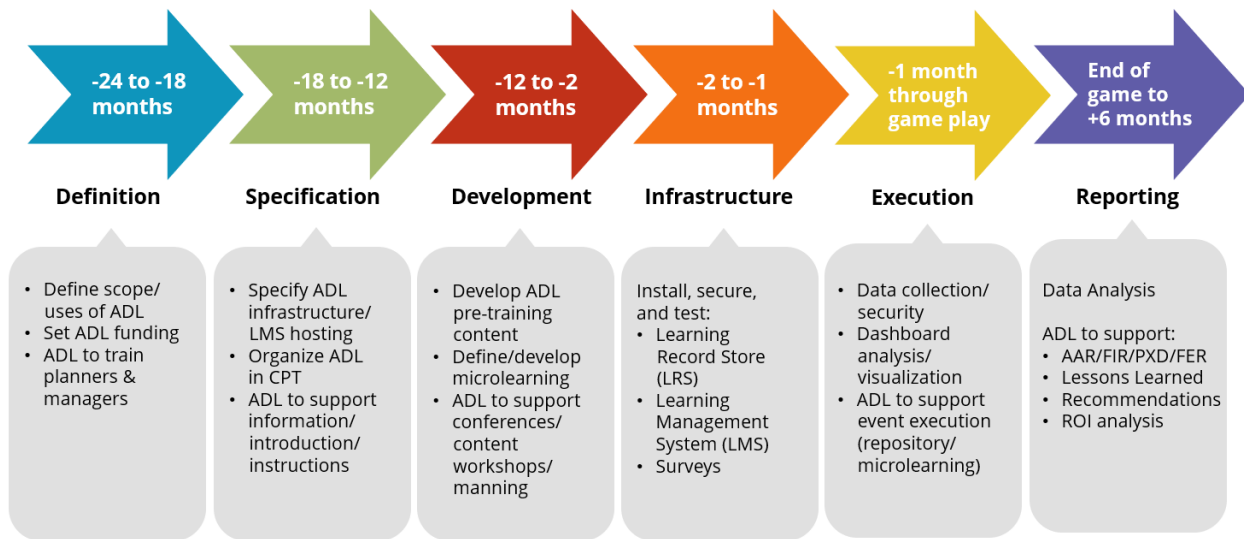 -24 to -18
months
-18 to -12
months
-12 to -2
months
-2 to -1
months
-1 month
through
game play
End of
game to
+6 months
Definition
Specification
Development
Infrastructure
Execution
Reporting
• Define scope/
uses of ADL
• Set ADL funding
• ADL to train
planners &
managers
• Specify ADL
infrastructure/
LMS hosting
• Organize ADL
in CPT
• ADL to support
information/
introduction/
instructions
• Develop ADL
pre-training
content
• Define/develop
microlearning
• ADL to support
conferences/
content
workshops/
manning
Install, secure,
and test:
• Learning
Record Store
(LRS)
• Learning
Management
System (LMS)
• Surveys
• Data collection/
security
• Dashboard
analysis/
visualization
• ADL to support
event execution
(repository/
microlearning)
Data Analysis
ADL to support:
• AAR/FIR/PXD/FER
• Lessons Learned
• Recommendations
• ROI analysis